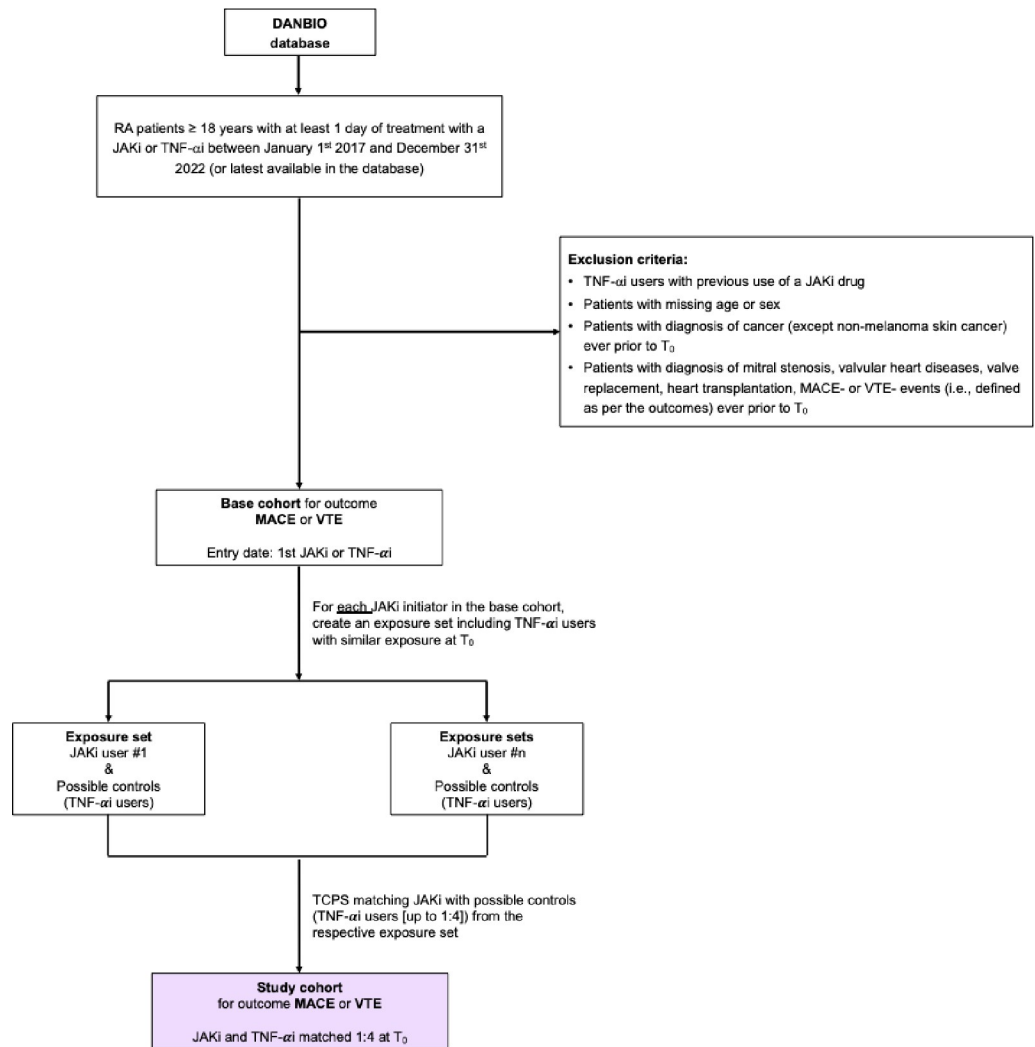 DANBIO
database
RA patients ≥ 18 years with at least 1 day of treatment with a
JAKi or TNF-αi between January 1st 2017 and December 31st
2022 (or latest available in the database)
Exclusion criteria:
• TNF-αi users with previous use of a JAKi drug
• Patients with missing age or sex
• Patients with diagnosis of cancer (except non-melanoma skin cancer)
ever prior to T₀
• Patients with diagnosis of mitral stenosis, valvular heart diseases, valve
replacement, heart transplantation, MACE- or VTE- events (i.e., defined
as per the outcomes) ever prior to T₀
Base cohort for outcome
MACE or VTE
Entry date: 1st JAKi or TNF-αi
For each JAKi initiator in the base cohort,
create an exposure set including TNF-αi users
with similar exposure at T₀
Exposure set
JAKi user #1
&
Possible controls
(TNF-αi users)
Exposure sets
JAKi user #n
&
Possible controls
(TNF-αi users)
TCPS matching JAKi with possible controls
(TNF-αi users [up to 1:4]) from the
respective exposure set
Study cohort
for outcome MACE or VTE
JAKi and TNF-αi matched 1:4 at T₀